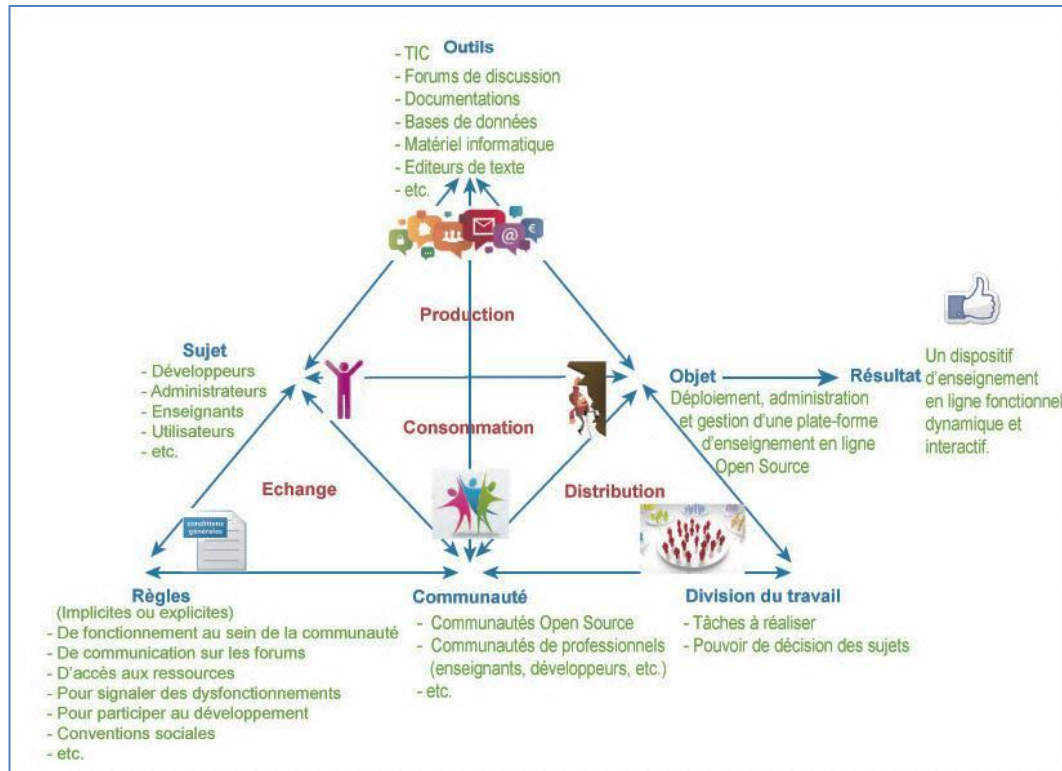 Outils
- TIC
- Forums de discussion
- Documentations
- Bases de données
- Matériel informatique
- Editeurs de texte
- etc.
@
€
Production
Sujet
- Développeurs
- Administrateurs
- Enseignants
- Utilisateurs
- etc.
Objet
Déploiement, administration
et gestion d'une plate-forme
d'enseignement en ligne
Open Source
Résultat
Un dispositif
d'enseignement
en ligne fonctionnel
dynamique et
interactif.
Consommation
Echange
Distribution
conditions
générales
Règles
(Implicites ou explicites)
- De fonctionnement au sein de la communauté
- De communication sur les forums
- D'accès aux ressources
- Pour signaler des dysfonctionnements
- Pour participer au développement
- Conventions sociales
- etc.
Communauté
- Communautés Open Source
- Communautés de professionnels
(enseignants, développeurs, etc.)
- etc.
Division du travail
- Tâches à réaliser
- Pouvoir de décision des sujets